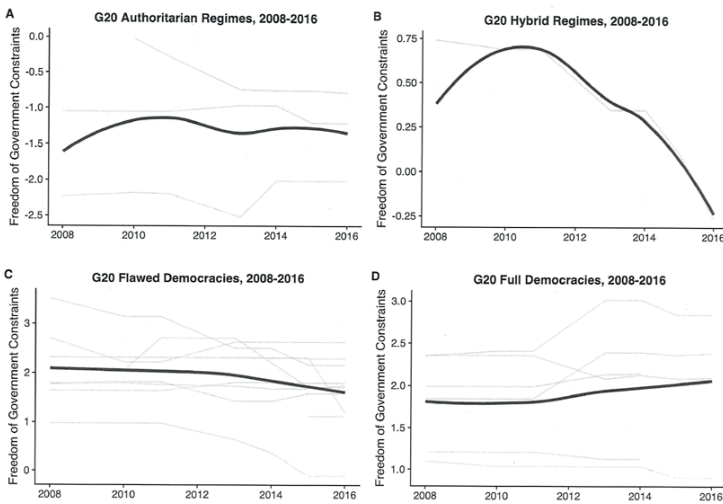 A
G20 Authoritarian Regimes, 2008-2016
Freedom of Government Constraints
0.0
-0.5
-1.0
-1.5
-2.0
-2.5
2008 2010 2012 2014 2016
B
G20 Hybrid Regimes, 2008-2016
Freedom of Government Constraints
0.75
0.50
0.25
0.00
-0.25
2008 2010 2012 2014 2016
C
G20 Flawed Democracies, 2008-2016
Freedom of Government Constraints
3
2
1
0
2008 2010 2012 2014 2016
D
G20 Full Democracies, 2008-2016
Freedom of Government Constraints
3.0
2.5
2.0
1.5
1.0
2008 2010 2012 2014 2016